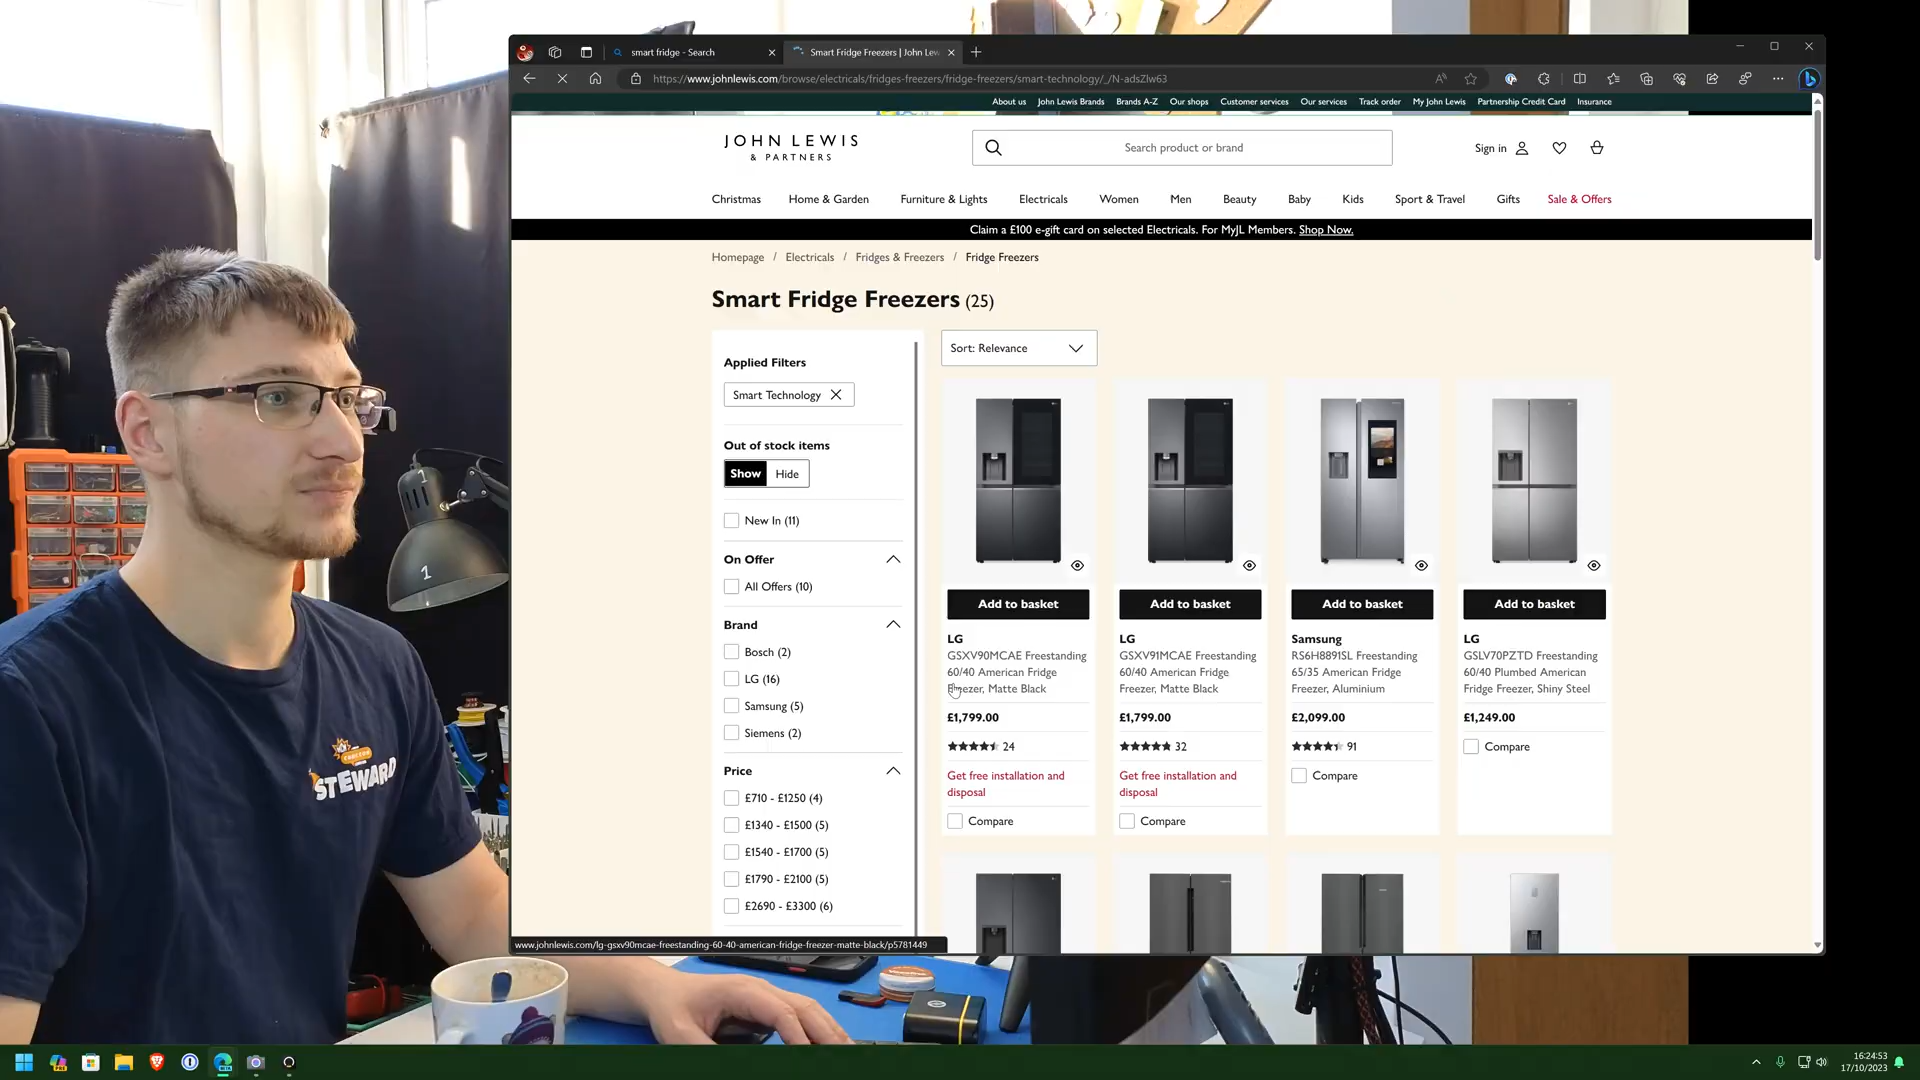 smart fridge - Search
Smart Fridge Freezers | John Lew
https://www.johnlewis.com/browse/electricals/fridges-freezers/fridge-freezers/smart-technology/_/N-adsZlw63
About us John Lewis Brands Brands A-Z Our shops Customer services Our services Track order My John Lewis Partnership Credit Card Insurance
JOHN LEWIS
& PARTNERS
Search product or brand
Sign in
Christmas Home & Garden Furniture & Lights Electricals Women Men Beauty Baby Kids Sport & Travel Gifts Sale & Offers
Claim a £100 e-gift card on selected Electricals. For MyJL Members. Shop Now.
Homepage / Electricals / Fridges & Freezers / Fridge Freezers
Smart Fridge Freezers (25)
Applied Filters
Smart Technology
Out of stock items
Show Hide
New In (11)
On Offer
All Offers (10)
Brand
Bosch (2)
LG (16)
Samsung (5)
Siemens (2)
Price
£710 - £1250 (4)
£1340 - £1500 (5)
£1540 - £1700 (5)
£1790 - £2100 (5)
£2690 - £3300 (6)
Sort: Relevance
Add to basket
LG
GSXV90MCAE Freestanding
60/40 American Fridge
Freezer, Matte Black
£1,799.00
24
Get free installation and
disposal
Compare
Add to basket
LG
GSXV91MCAE Freestanding
60/40 American Fridge
Freezer, Matte Black
£1,799.00
32
Get free installation and
disposal
Compare
Add to basket
Samsung
RS6H8891SL Freestanding
65/35 American Fridge
Freezer, Aluminium
£2,099.00
91
Compare
Add to basket
LG
GSLV70PZTD Freestanding
60/40 Plumbed American
Fridge Freezer, Shiny Steel
£1,249.00
Compare
www.johnlewis.com/lg-gsxv90mcae-freestanding-60-40-american-fridge-freezer-matte-black/p5781449
1
1
STEWARD
16:24:53
17/10/2023